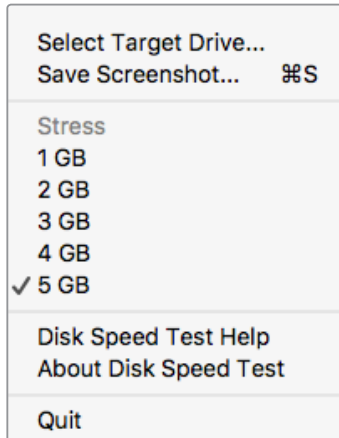 Select Target Drive...
Save Screenshot... ⌘S
Stress
1 GB
2 GB
3 GB
4 GB
✓ 5 GB
Disk Speed Test Help
About Disk Speed Test
Quit